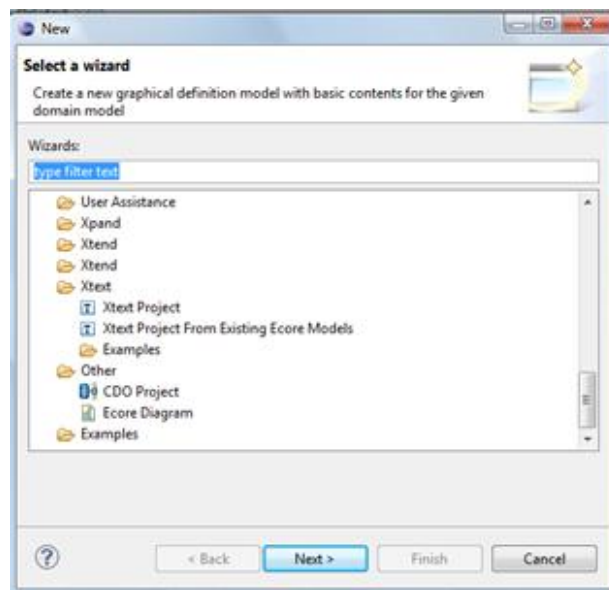 New
Select a wizard
Create a new graphical definition model with basic contents for the given
domain model
Wizards:
type filter text
User Assistance
Xpand
Xtend
Xtend
Xtext
Xtext Project
Xtext Project From Existing Ecore Models
Examples
Other
CDO Project
Ecore Diagram
Examples
< Back Next > Finish Cancel